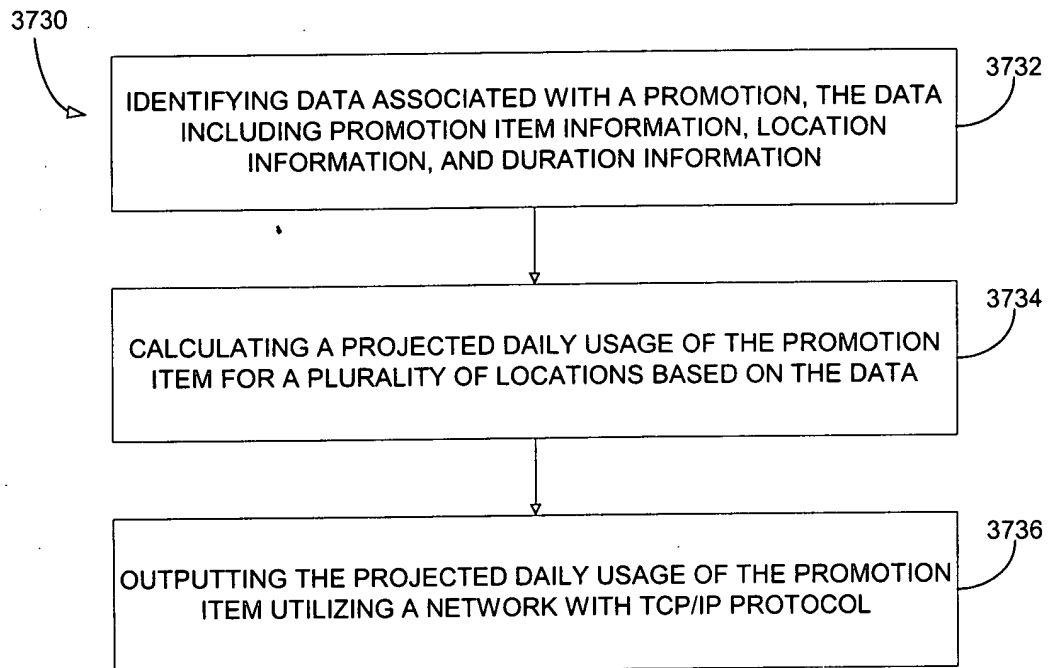 3730
3732
IDENTIFYING DATA ASSOCIATED WITH A PROMOTION, THE DATA
INCLUDING PROMOTION ITEM INFORMATION, LOCATION
INFORMATION, AND DURATION INFORMATION
3734
CALCULATING A PROJECTED DAILY USAGE OF THE PROMOTION
ITEM FOR A PLURALITY OF LOCATIONS BASED ON THE DATA
3736
OUTPUTTING THE PROJECTED DAILY USAGE OF THE PROMOTION
ITEM UTILIZING A NETWORK WITH TCP/IP PROTOCOL